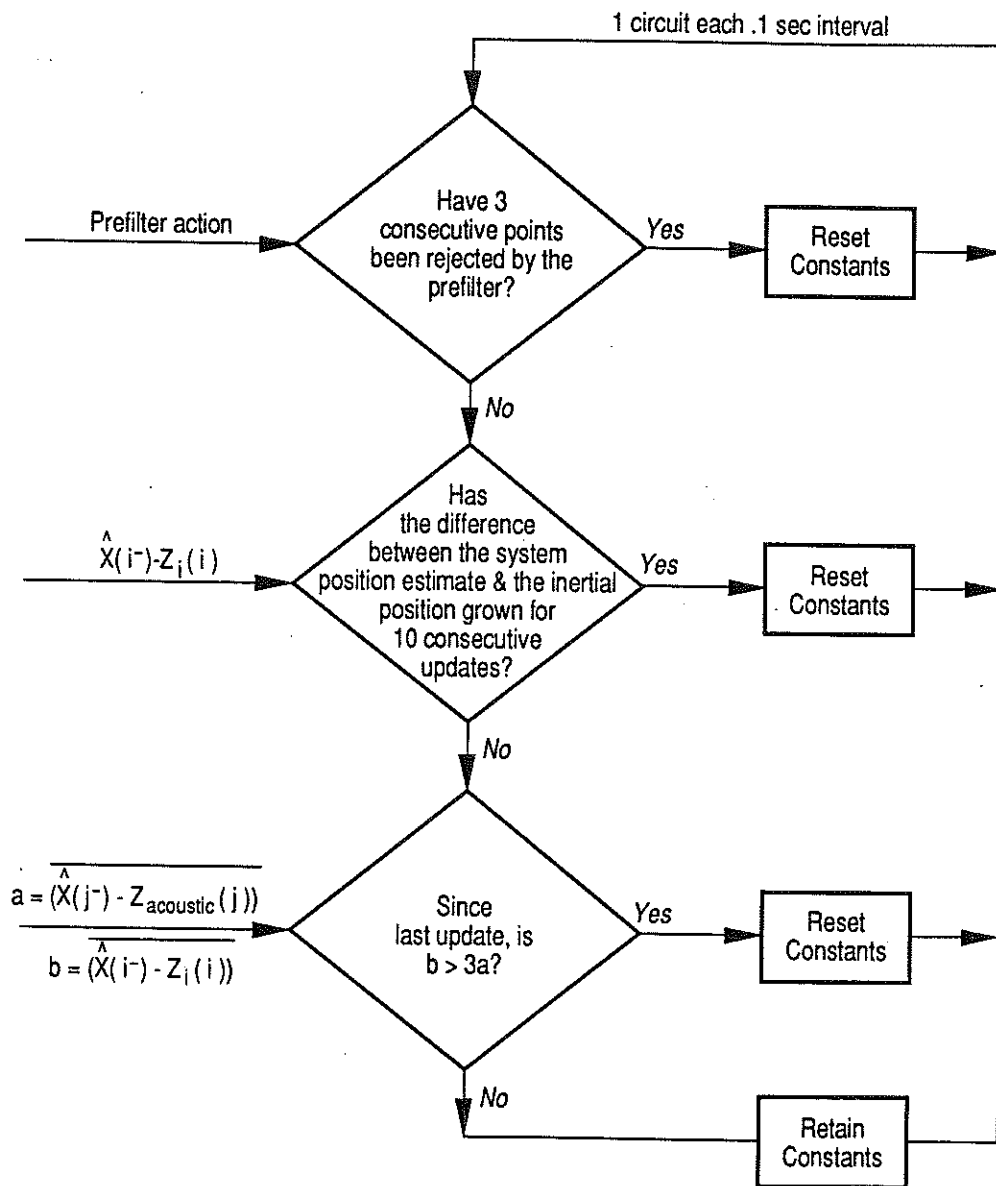 1 circuit each .1 sec interval
Prefilter action
Have 3
consecutive points
been rejected by the
prefilter?
Yes
Reset
Constants
No
X̂(i⁻)-Zᵢ(i)
Has
the difference
between the system
position estimate & the inertial
position grown for
10 consecutive
updates?
Yes
Reset
Constants
No
a = (X̂(j⁻) - Z_acoustic(j))
b = (X̂(i⁻) - Zᵢ(i))
Since
last update, is
b > 3a?
Yes
Reset
Constants
No
Retain
Constants